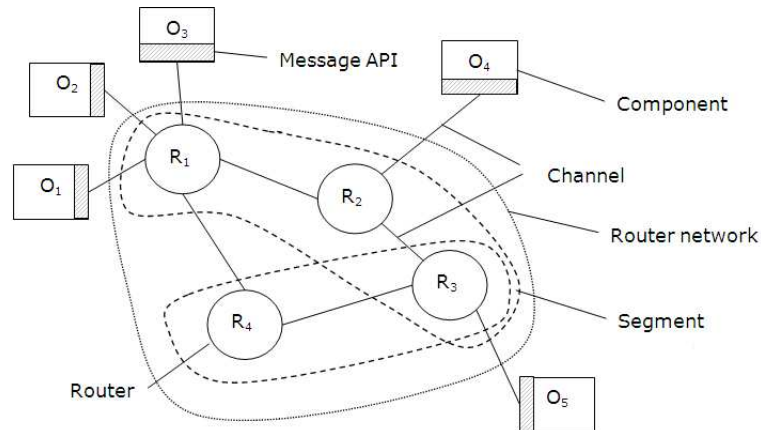 O₃
Message API
O₂
O₄
Component
R₁
O₁
R₂
Channel
Router network
R₃
R₄
Segment
Router
O₅